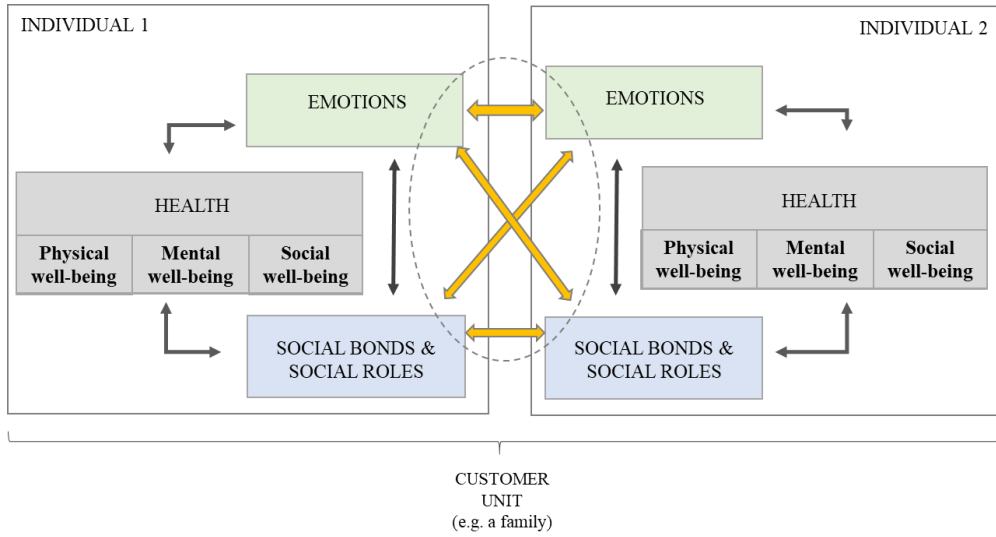 INDIVIDUAL 1
EMOTIONS
HEALTH
Physical
well-being
Mental
well-being
Social
well-being
SOCIAL BONDS &
SOCIAL ROLES
INDIVIDUAL 2
EMOTIONS
HEALTH
Physical
well-being
Mental
well-being
Social
well-being
SOCIAL BONDS &
SOCIAL ROLES
CUSTOMER
UNIT
(e.g. a family)